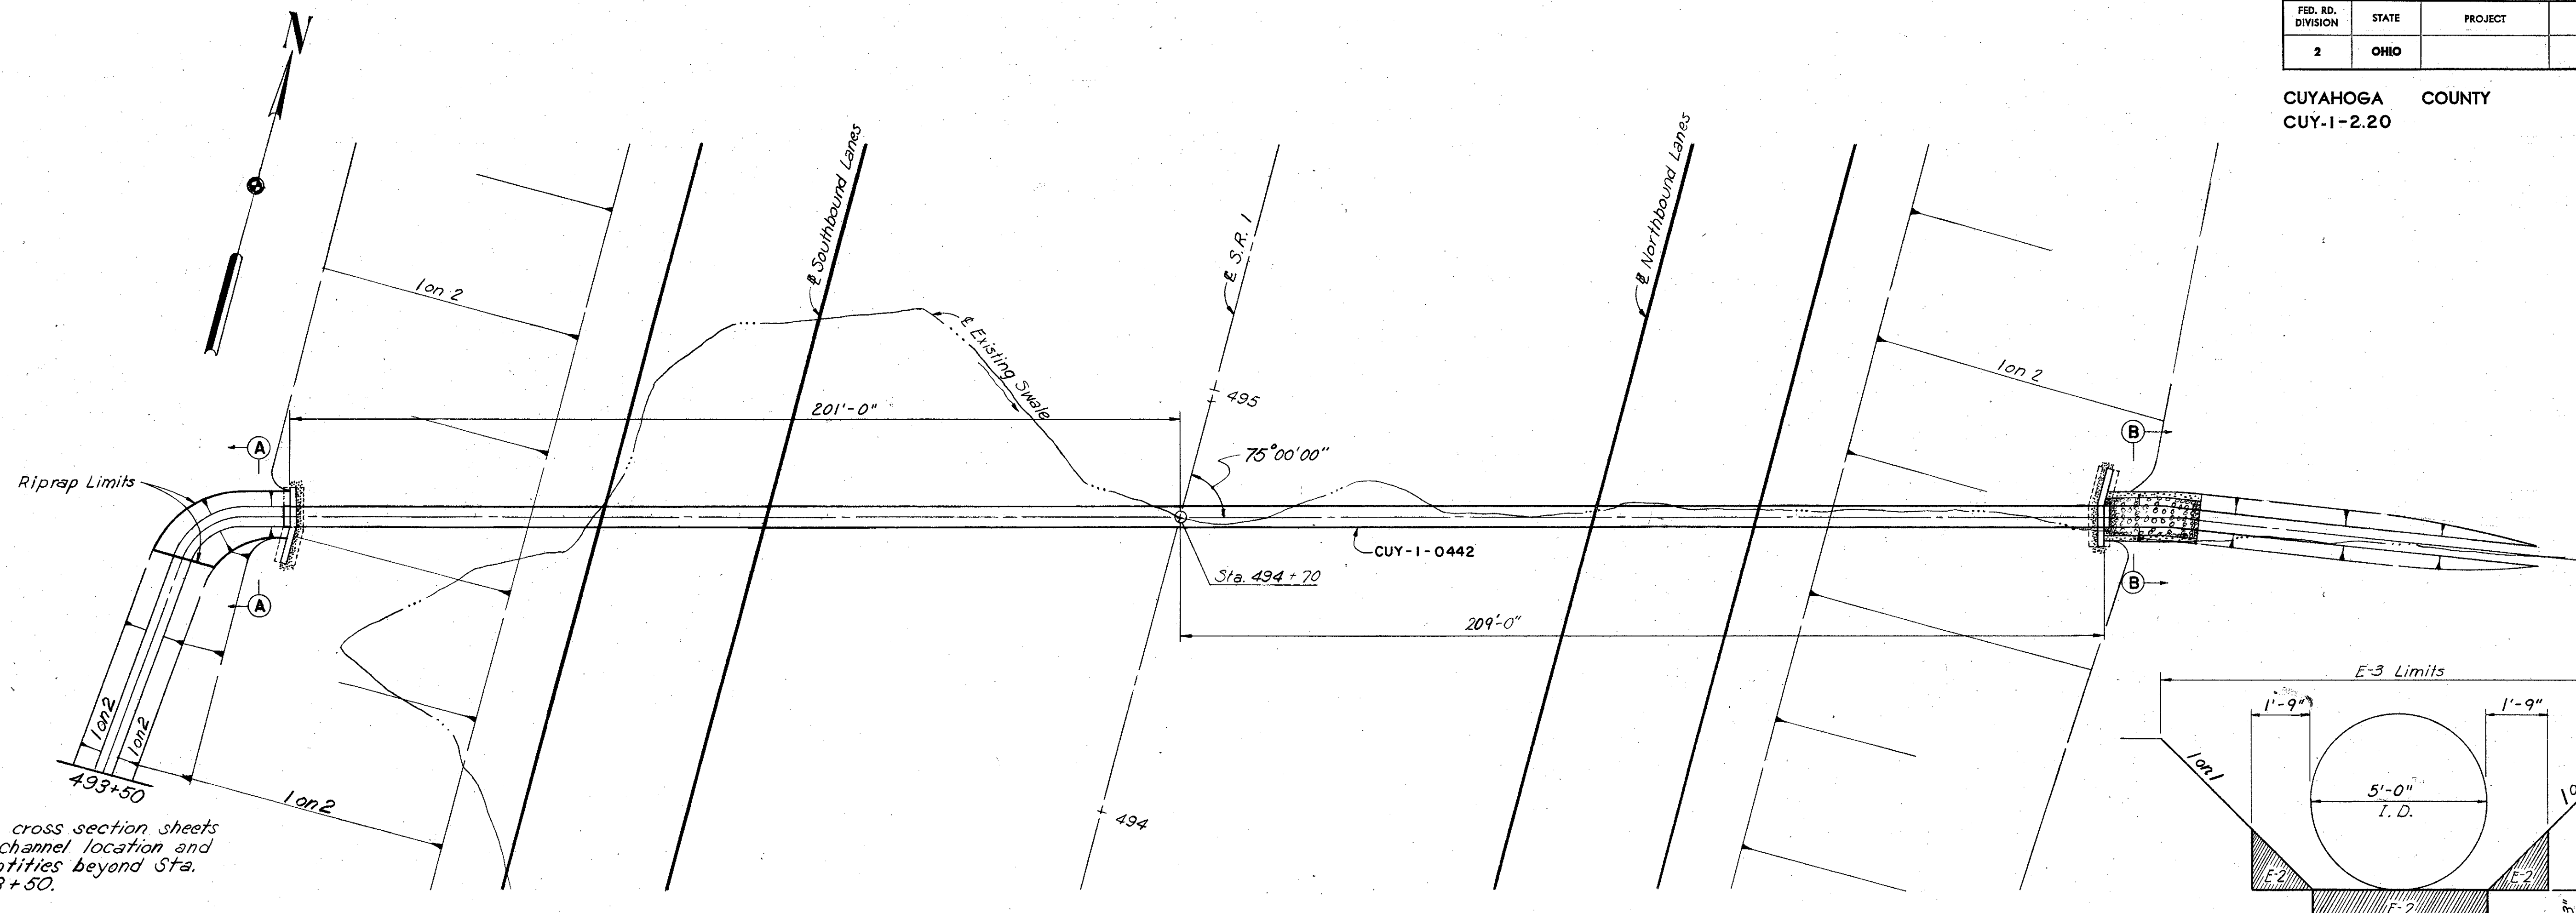 FED. RD. DIVISION STATE PROJECT
2 OHIO
CUYAHOGA COUNTY
CUY-1-2.20
N
℄ Southbound Lanes
℄ S.R. 1
℄ Northbound Lanes
1 on 2
℄ Existing Swale
1 on 2
201'-0"
495
75°00'00"
A
B
Riprap Limits
CUY-1-0442
Sta. 494 + 70
A
B
209'-0"
E-3 Limits
1'-9"
1'-9"
1 on 2
1 on 2
493+50
1 on 2
494
1 on 1
5'-0"
I.D.
cross section sheets
channel location and
beyond Sta.
+ 50.
E-2
E-2
E-2